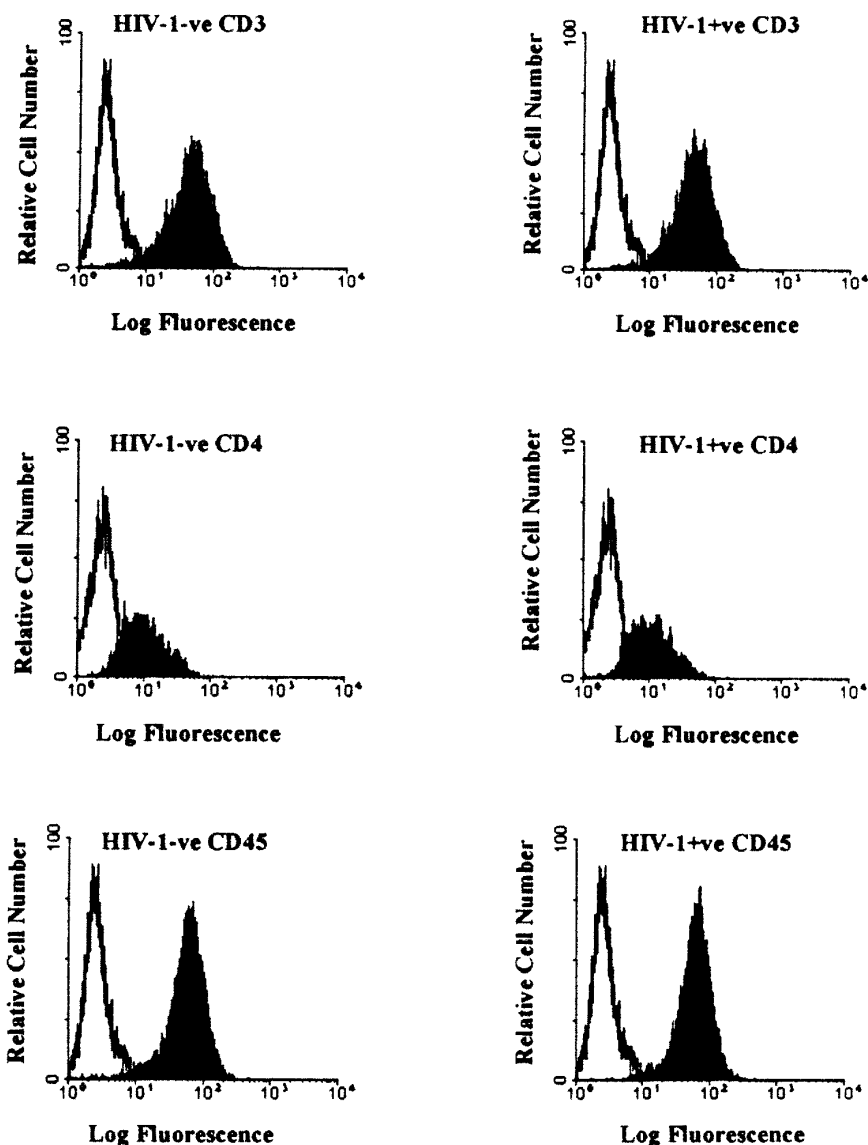 HIV-1-ve CD3
Relative Cell Number
100
0
10⁰ 10¹ 10² 10³ 10⁴
Log Fluorescence
HIV-1+ve CD3
Relative Cell Number
100
0
10⁰ 10¹ 10² 10³ 10⁴
Log Fluorescence
HIV-1-ve CD4
Relative Cell Number
100
0
10⁰ 10¹ 10² 10³ 10⁴
Log Fluorescence
HIV-1+ve CD4
Relative Cell Number
100
0
10⁰ 10¹ 10² 10³ 10⁴
Log Fluorescence
HIV-1-ve CD45
Relative Cell Number
100
0
10⁰ 10¹ 10² 10³ 10⁴
Log Fluorescence
HIV-1+ve CD45
Relative Cell Number
100
0
10⁰ 10¹ 10² 10³ 10⁴
Log Fluorescence